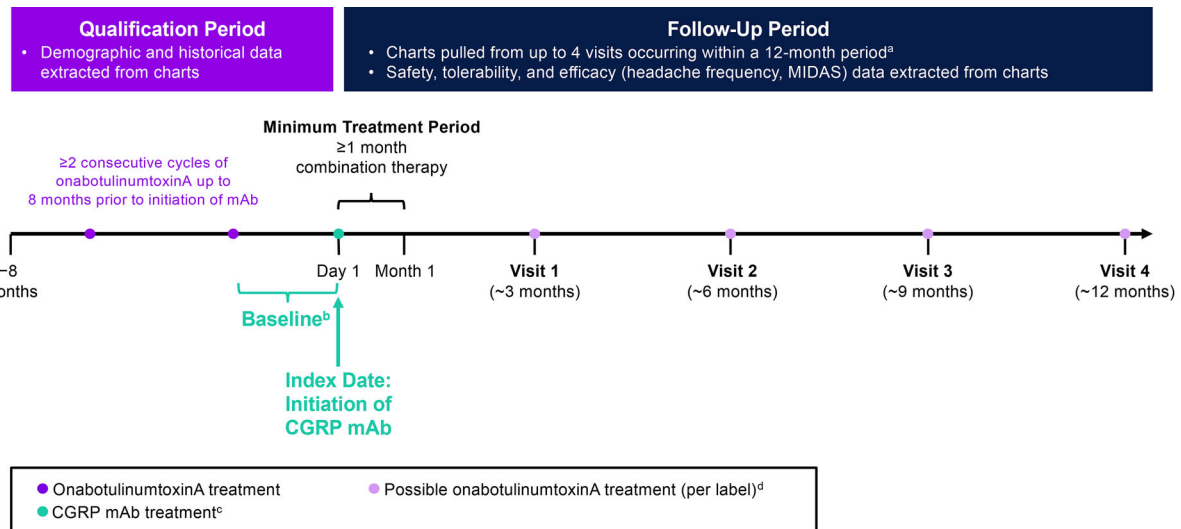 Qualification Period
• Demographic and historical data
extracted from charts
Follow-Up Period
• Charts pulled from up to 4 visits occurring within a 12-month periodᵃ
• Safety, tolerability, and efficacy (headache frequency, MIDAS) data extracted from charts
Minimum Treatment Period
≥1 month
combination therapy
≥2 consecutive cycles of
onabotulinumtoxinA up to
8 months prior to initiation of mAb
−8
onths
Day 1
Month 1
Visit 1
(~3 months)
Visit 2
(~6 months)
Visit 3
(~9 months)
Visit 4
(~12 months)
Baselineᵇ
Index Date:
Initiation of
CGRP mAb
OnabotulinumtoxinA treatment
Possible onabotulinumtoxinA treatment (per label)ᵈ
CGRP mAb treatmentᶜ